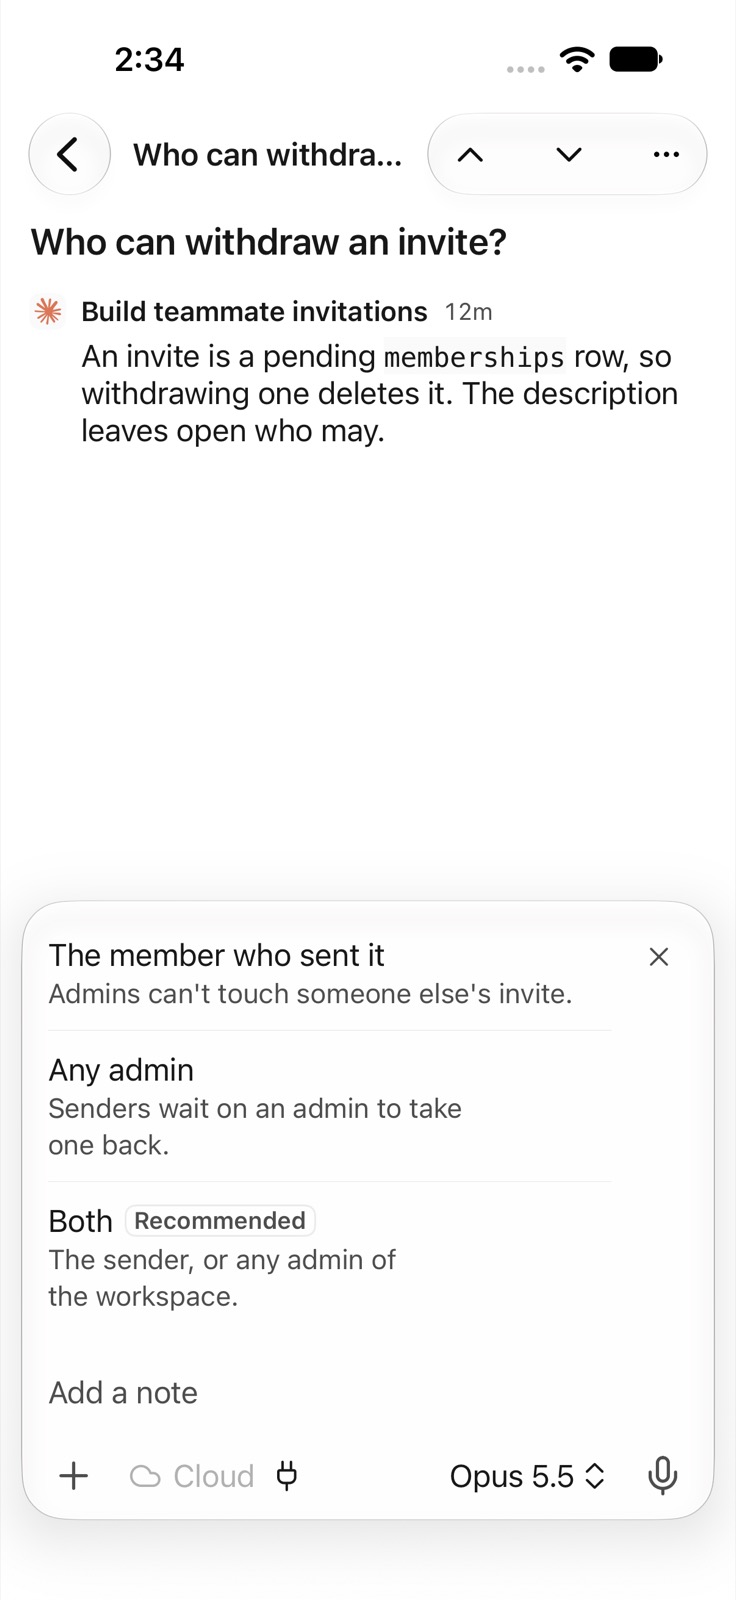 2:34
Who can withdra...
Who can withdraw an invite?
Build teammate invitations 12m
An invite is a pending memberships row, so
withdrawing one deletes it. The description
leaves open who may.
The member who sent it
Admins can't touch someone else's invite.
Any admin
Senders wait on an admin to take
one back.
Both Recommended
The sender, or any admin of
the workspace.
Add a note
Cloud Opus 5.5